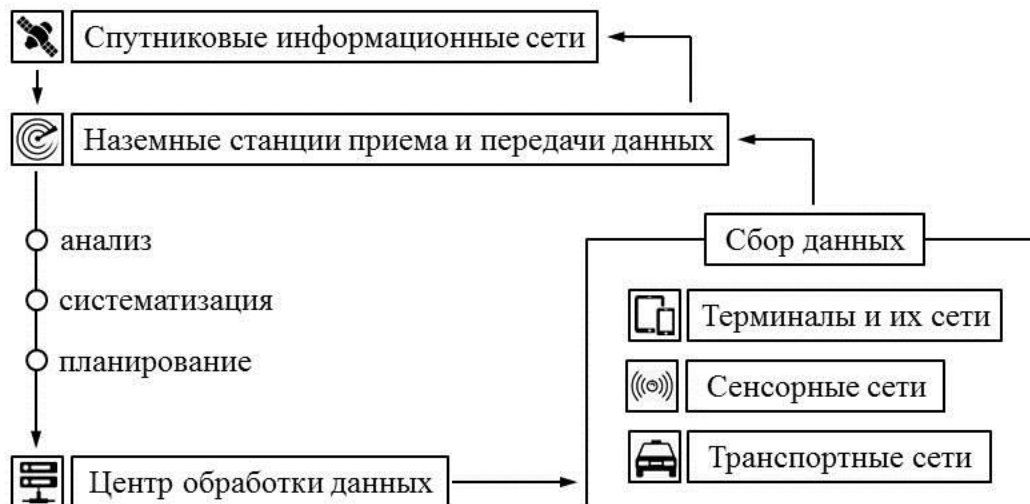 Спутниковые информационные сети
Наземные станции приема и передачи данных
анализ
систематизация
планирование
Центр обработки данных
Сбор данных
Терминалы и их сети
Сенсорные сети
Транспортные сети